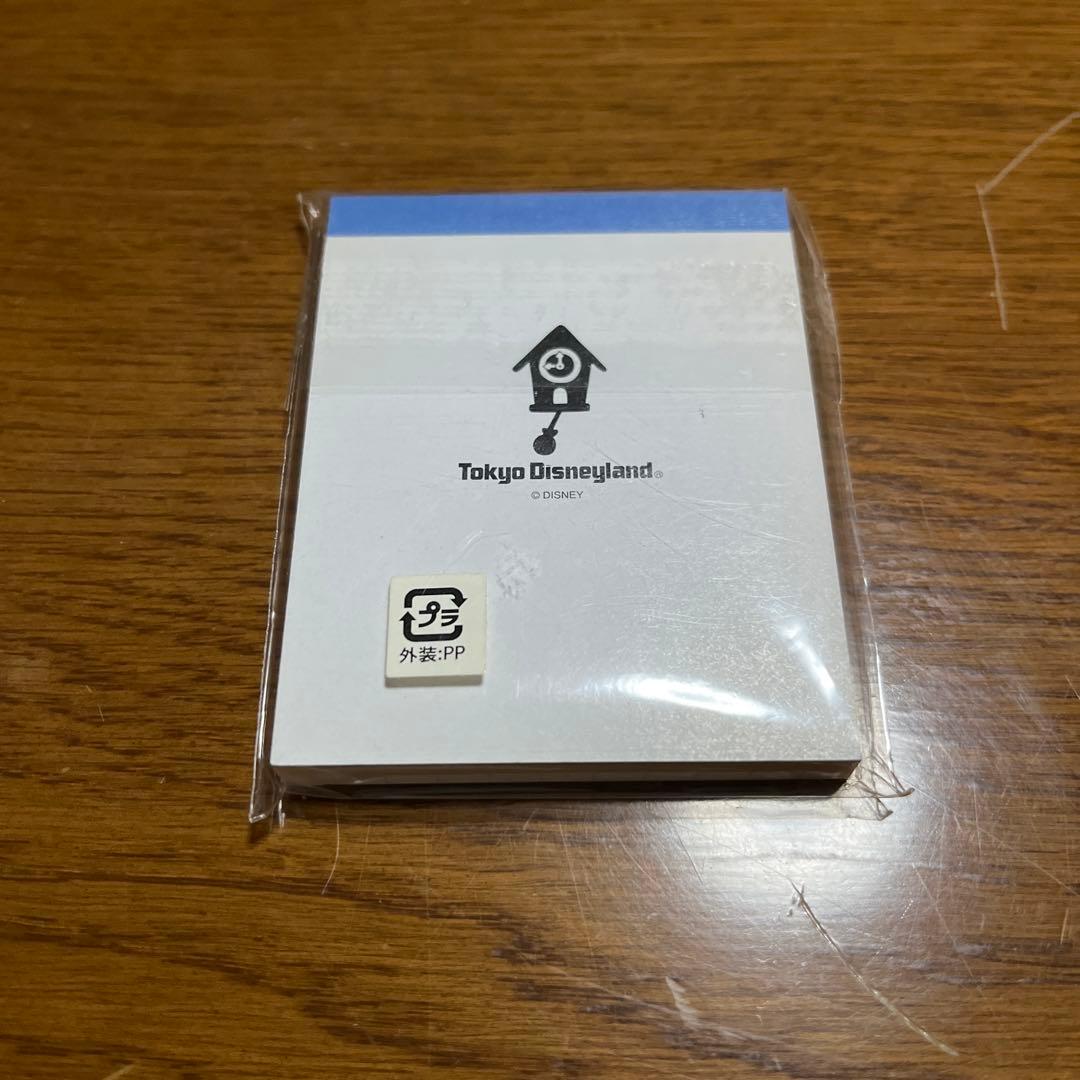 Tokyo Disneyland®
© DISNEY
プラ
外装:PP